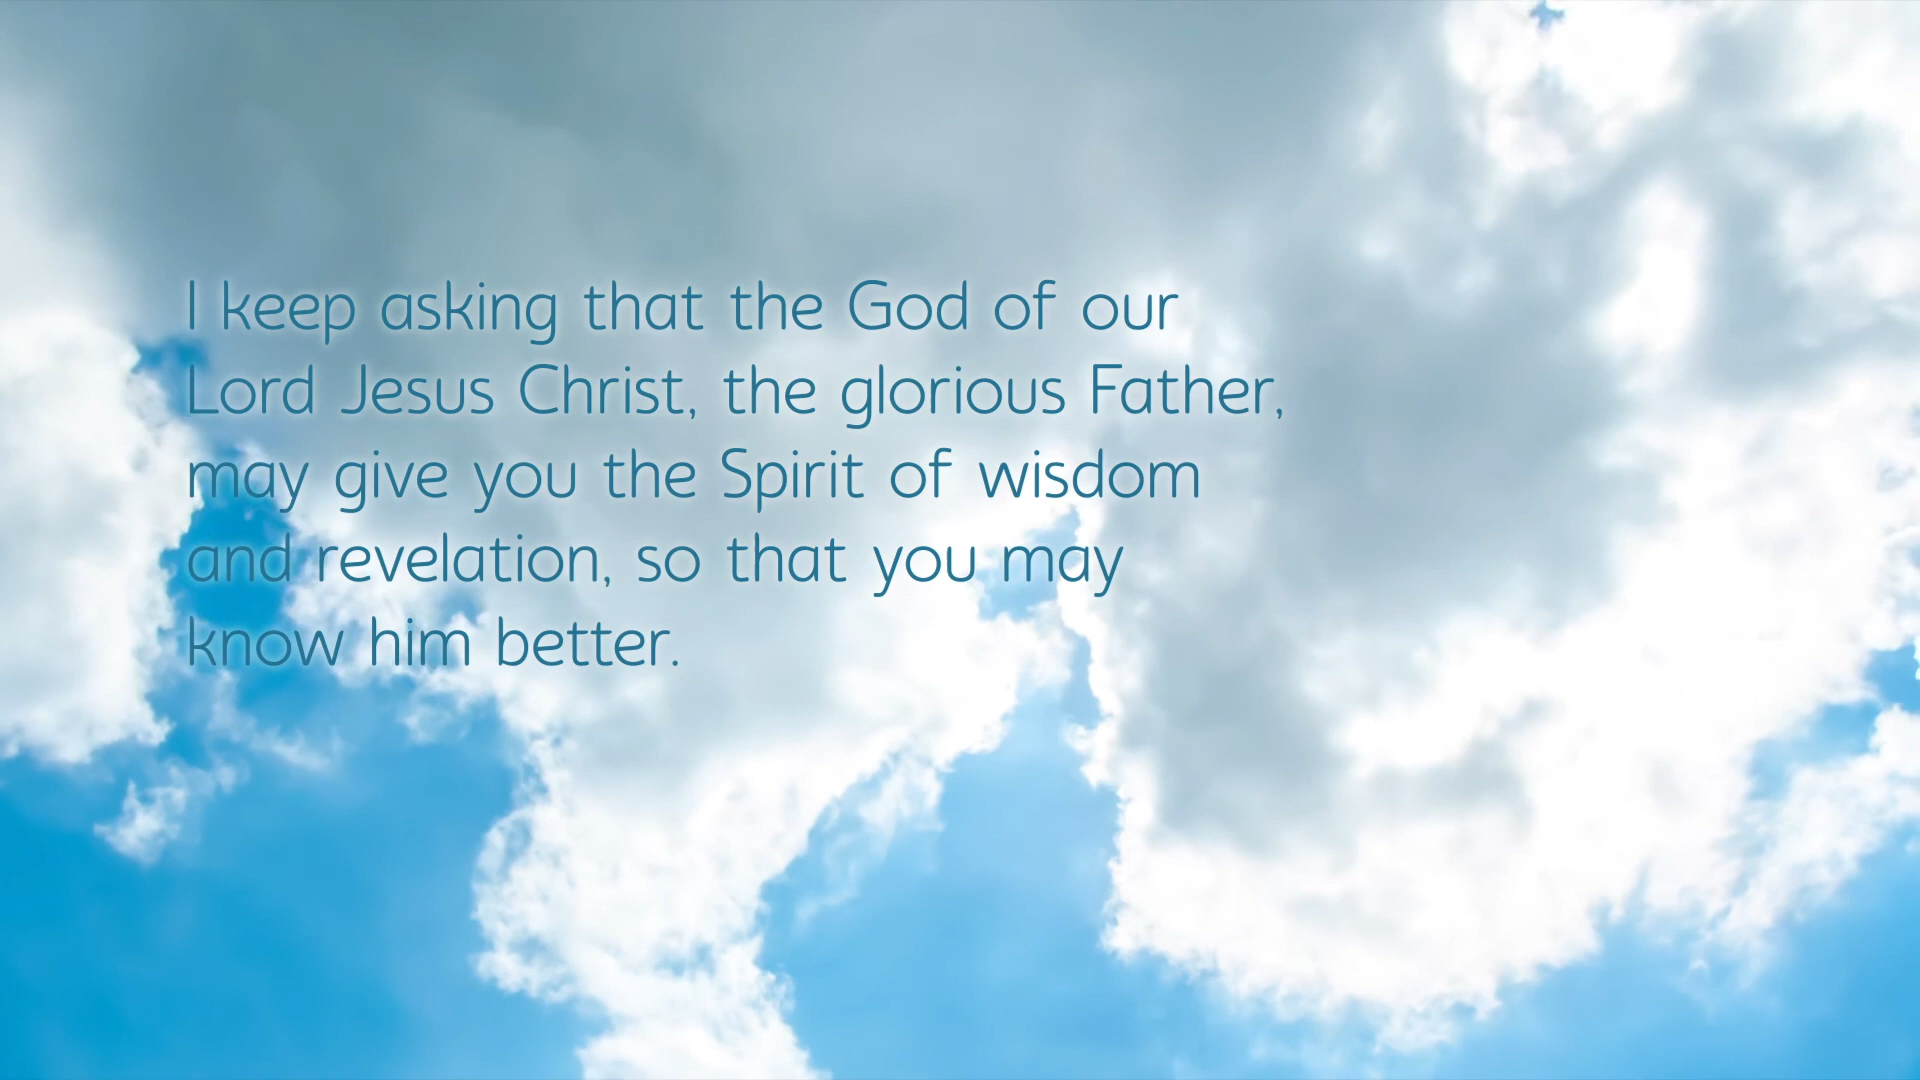 I keep asking that the God of our
Lord Jesus Christ, the glorious Father,
may give you the Spirit of wisdom
and revelation, so that you may
know him better.